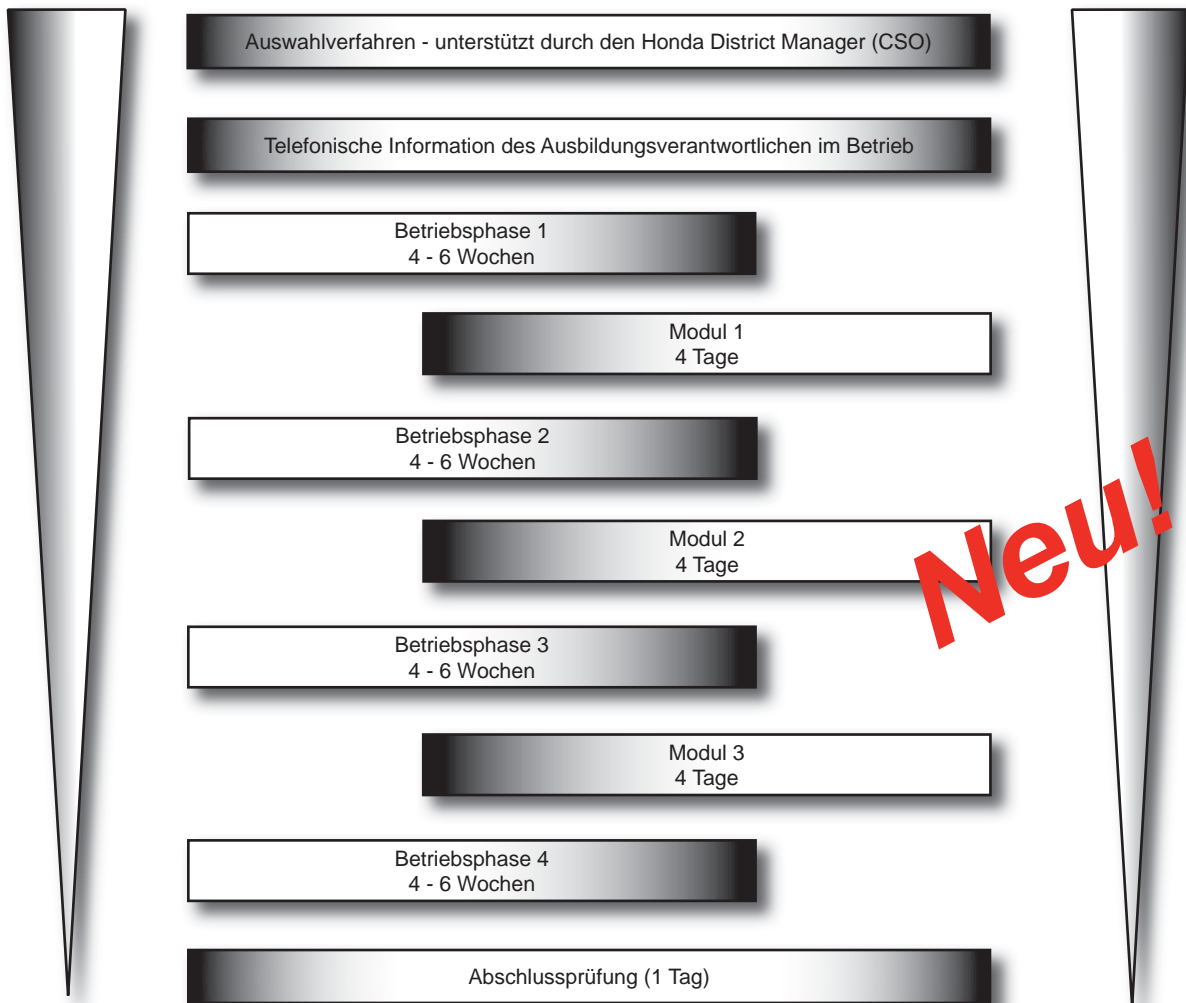 Auswahlverfahren - unterstützt durch den Honda District Manager (CSO)
Telefonische Information des Ausbildungsverantwortlichen im Betrieb
Betriebsphase 1
4 - 6 Wochen
Modul 1
4 Tage
Betriebsphase 2
4 - 6 Wochen
Modul 2
4 Tage
Neu!
Betriebsphase 3
4 - 6 Wochen
Modul 3
4 Tage
Betriebsphase 4
4 - 6 Wochen
Abschlussprüfung (1 Tag)